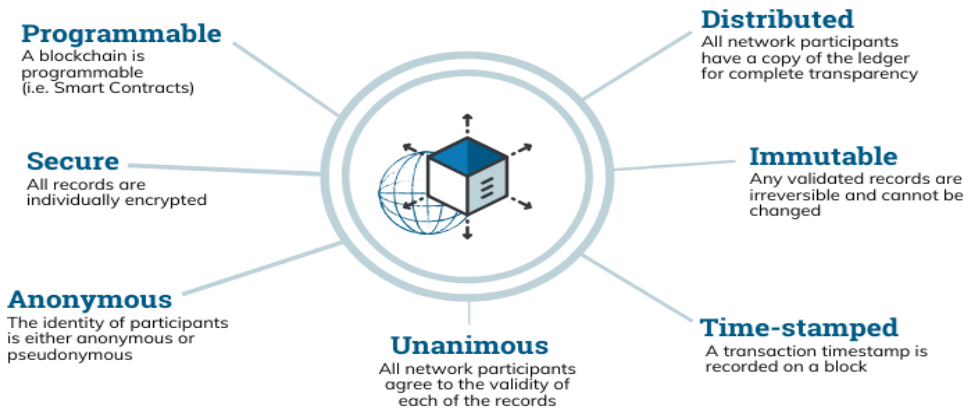 Programmable
A blockchain is
programmable
(i.e. Smart Contracts)
Distributed
All network participants
have a copy of the ledger
for complete transparency
Secure
All records are
individually encrypted
Immutable
Any validated records are
irreversible and cannot be
changed
Anonymous
The identity of participants
is either anonymous or
pseudonymous
Unanimous
All network participants
agree to the validity of
each of the records
Time-stamped
A transaction timestamp is
recorded on a block